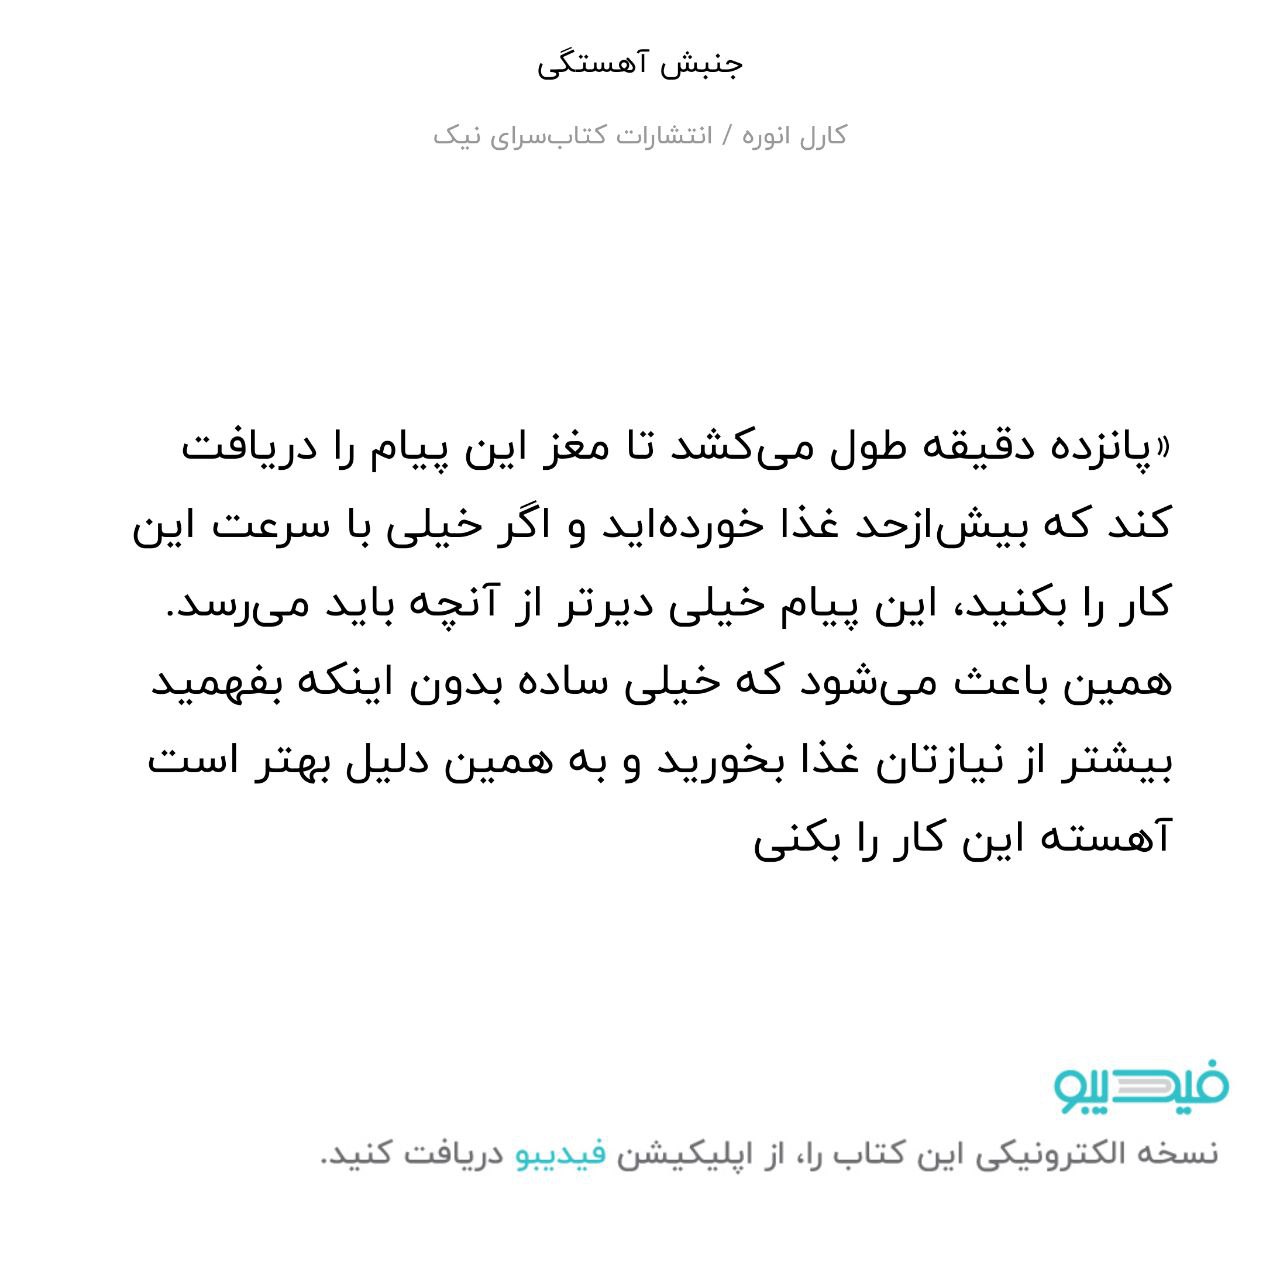 جنبش آهستگی
کارل انوره / انتشارات کتاب‌سرای نیک
«پانزده دقیقه طول می‌کشد تا مغز این پیام را دریافت
کند که بیش‌ازحد غذا خورده‌اید و اگر خیلی با سرعت این
کار را بکنید، این پیام خیلی دیرتر از آنچه باید می‌رسد.
همین باعث می‌شود که خیلی ساده بدون اینکه بفهمید
بیشتر از نیازتان غذا بخورید و به همین دلیل بهتر است
آهسته این کار را بکنی
فیدیبو
نسخه الکترونیکی این کتاب را، از اپلیکیشن فیدیبو دریافت کنید.